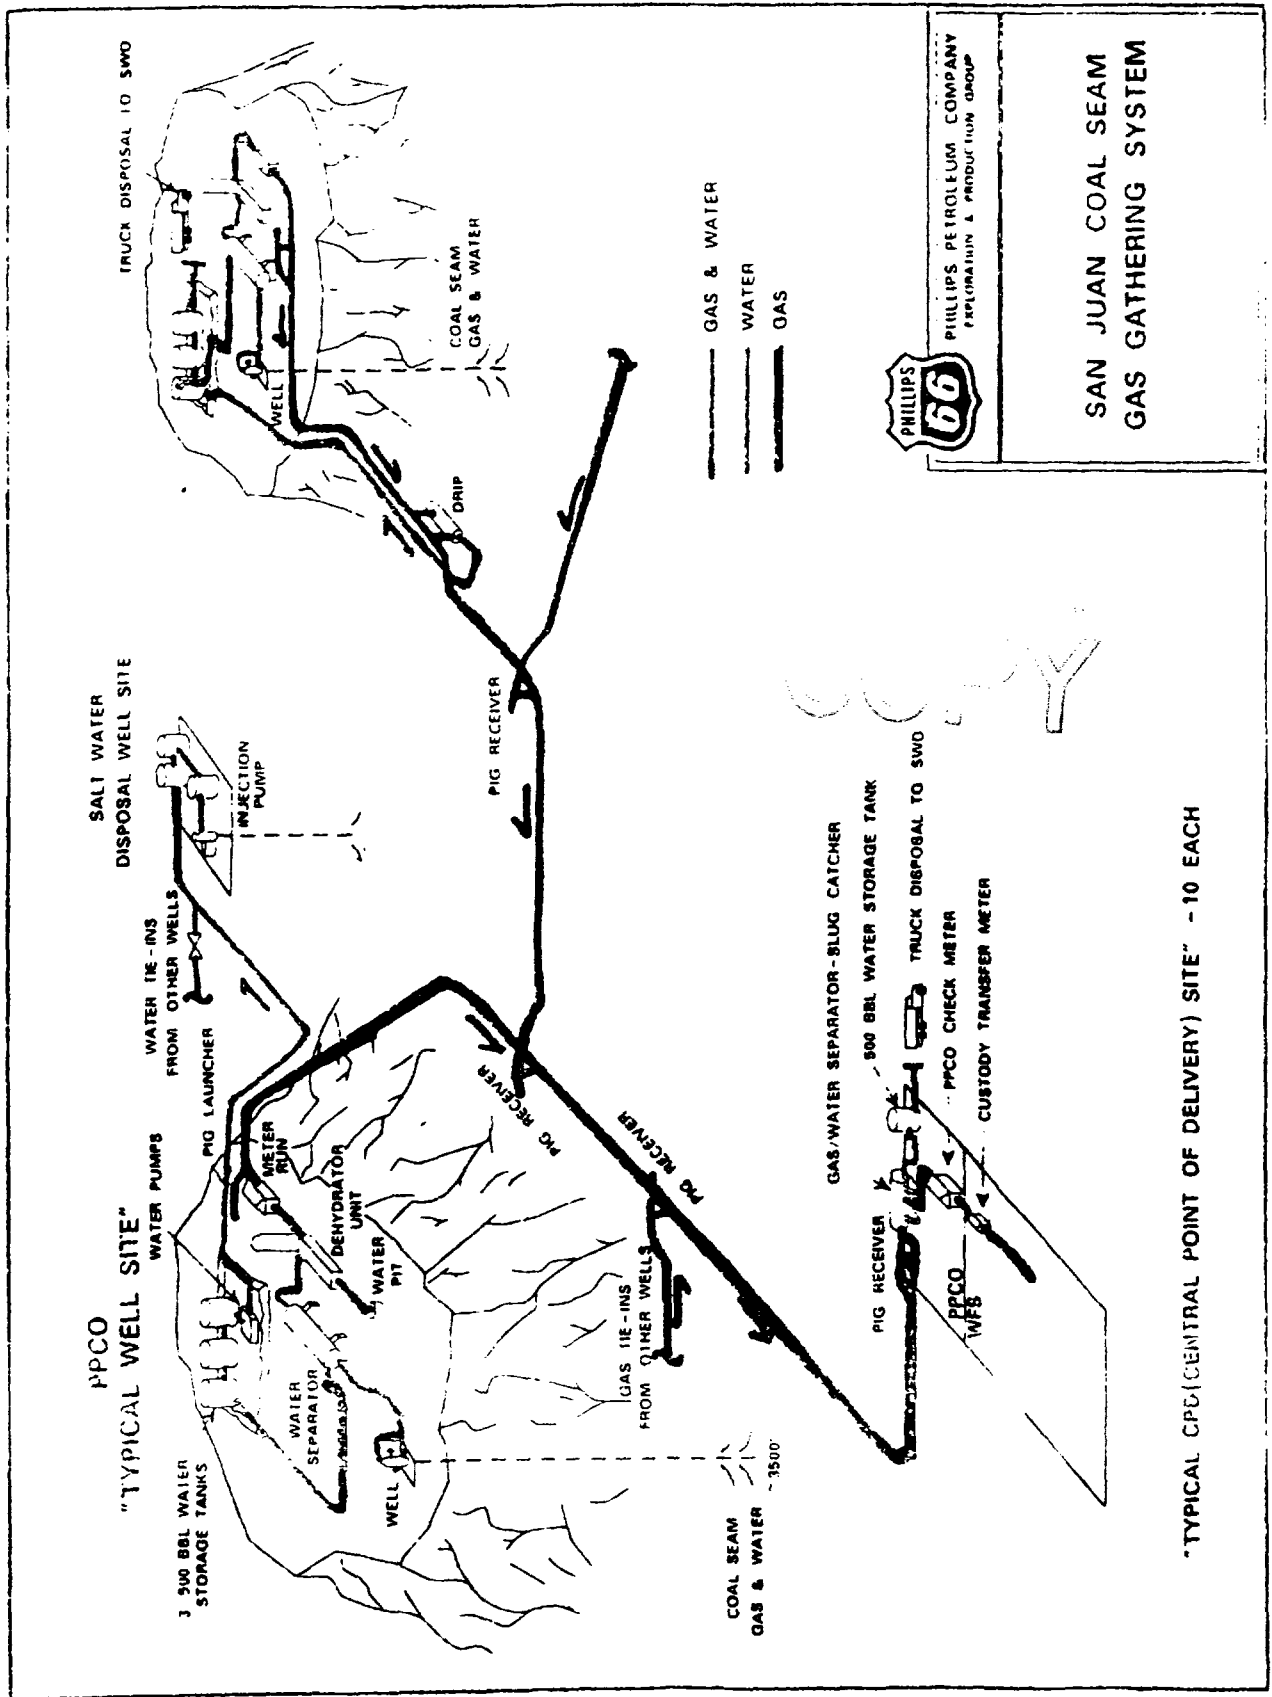 PPCO
"TYPICAL WELL SITE"
3 500 BBL WATER
STORAGE TANKS
WATER PUMPS
PIG LAUNCHER
METER
RUN
DEHYDRATOR
UNIT
WATER
PIT
WATER
SEPARATOR
WELL
COAL SEAM
GAS & WATER
~3500'
WATER TIE-INS
FROM OTHER WELLS
SALT WATER
DISPOSAL WELL SITE
INJECTION
PUMP
TRUCK DISPOSAL TO SWD
WELL
COAL SEAM
GAS & WATER
DRIP
PIG RECEIVER
PIG RECEIVER
PIG RECEIVER
GAS TIE-INS
FROM OTHER WELLS
GAS & WATER
WATER
GAS
GAS/WATER SEPARATOR-SLUG CATCHER
500 BBL WATER STORAGE TANK
TRUCK DISPOSAL TO SWD
PPCO CHECK METER
CUSTODY TRANSFER METER
PIG RECEIVER
PPCO
WFS
"TYPICAL CPD (CENTRAL POINT OF DELIVERY) SITE" - 10 EACH
COPY
PHILLIPS
66
PHILLIPS PETROLEUM COMPANY
EXPLORATION & PRODUCTION GROUP
SAN JUAN COAL SEAM
GAS GATHERING SYSTEM